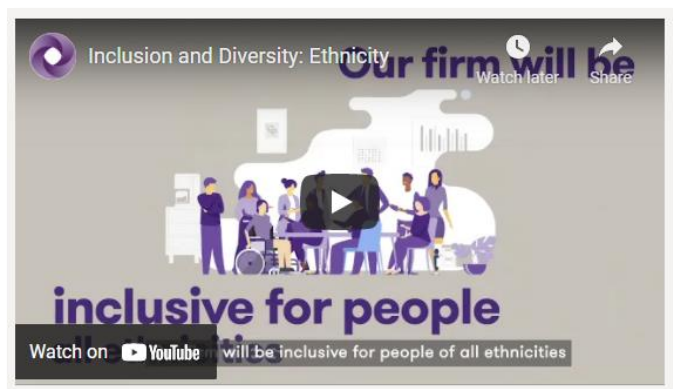 Inclusion and Diversity: Ethnicity
Our firm will be
Watch later
Share
inclusive for people
Watch on YouTube
will be inclusive for people of all ethnicities